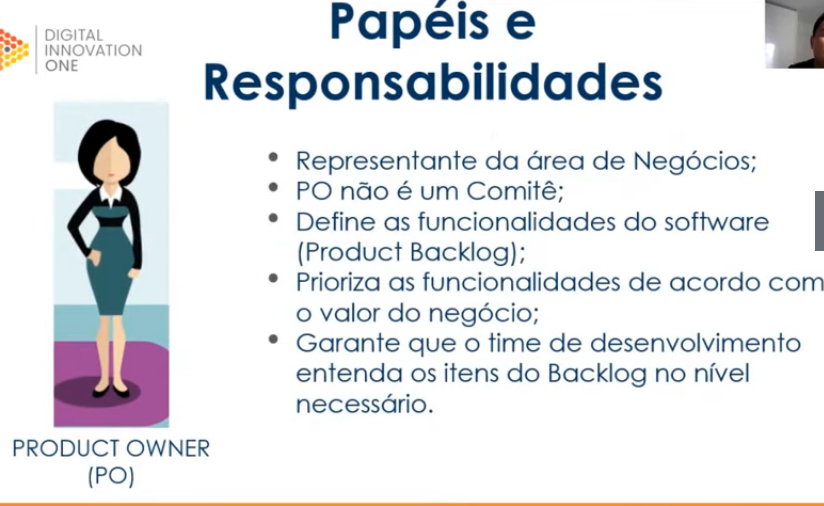 DIGITAL
INNOVATION
ONE
Papéis e
Responsabilidades
• Representante da área de Negócios;
• PO não é um Comitê;
• Define as funcionalidades do software
(Product Backlog);
• Prioriza as funcionalidades de acordo com
o valor do negócio;
• Garante que o time de desenvolvimento
entenda os itens do Backlog no nível
necessário.
PRODUCT OWNER
(PO)